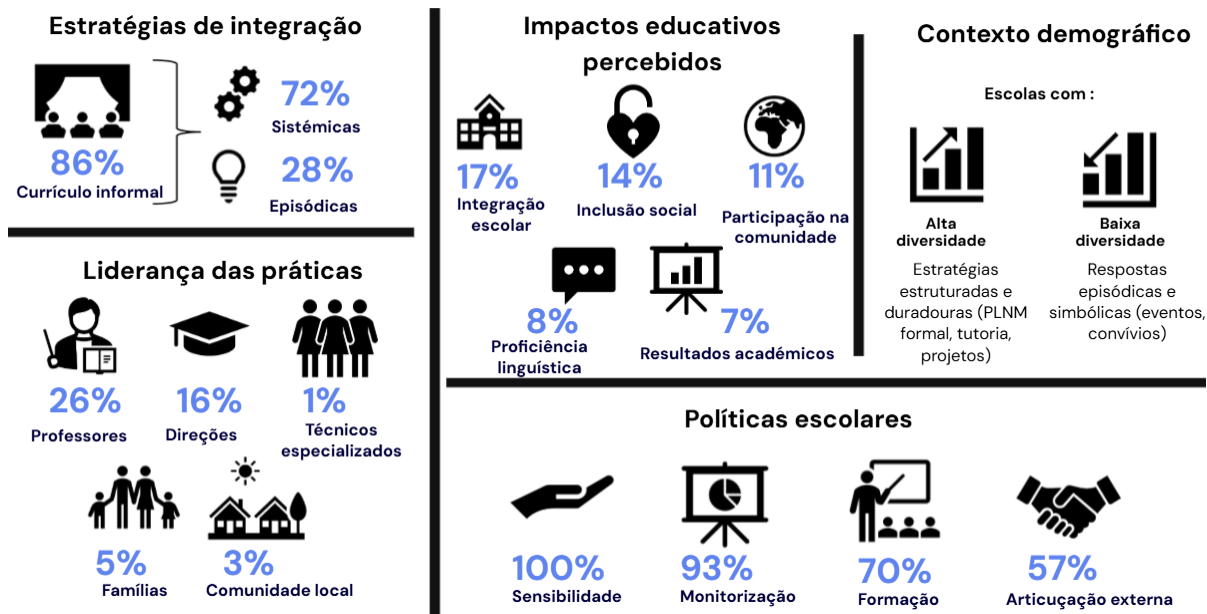 Estratégias de integração
86%
Currículo informal
72%
Sistémicas
28%
Episódicas
Liderança das práticas
26%
Professores
16%
Direções
1%
Técnicos
especializados
5%
Famílias
3%
Comunidade local
Impactos educativos
percebidos
17%
Integração
escolar
14%
Inclusão social
11%
Participação na
comunidade
8%
Proficiência
linguística
7%
Resultados académicos
Contexto demográfico
Escolas com :
Alta
diversidade
Estratégias
estruturadas e
duradouras (PLNM
formal, tutoria,
projetos)
Baixa
diversidade
Respostas
episódicas e
simbólicas (eventos,
convívios)
Políticas escolares
100%
Sensibilidade
93%
Monitorização
70%
Formação
57%
Articuçação externa